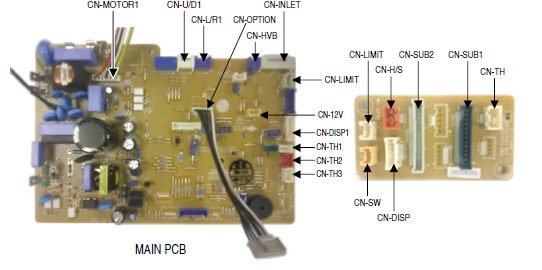 CN-MOTOR1
CN-U/D1
CN-L/R1
CN-OPTION
CN-HVB
CN-INLET
CN-LIMIT
CN-12V
CN-DISP1
CN-TH1
CN-TH2
CN-TH3
MAIN PCB
CN-LIMIT
CN-H/S
CN-SUB2
CN-SUB1
CN-TH
CN-SW
CN-DISP